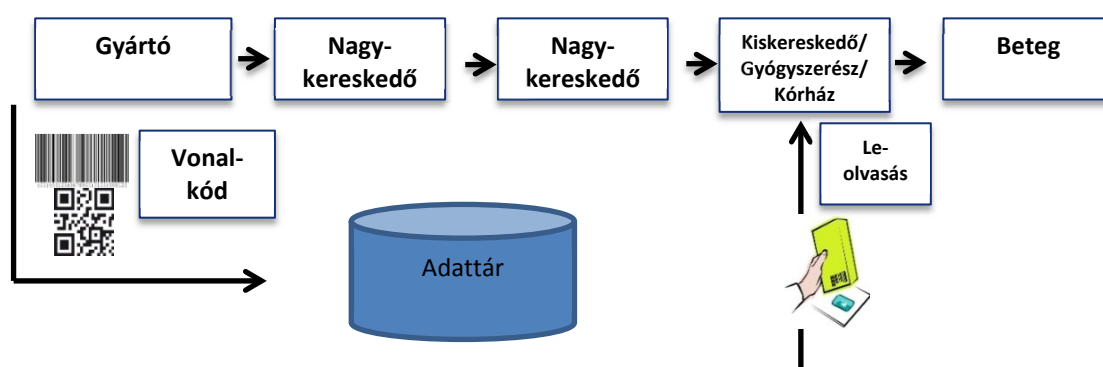 Gyártó
Nagy-
kereskedő
Nagy-
kereskedő
Kiskereskedő/
Gyógyszerész/
Kórház
Beteg
Vonal-
kód
Le-
olvasás
Adattár